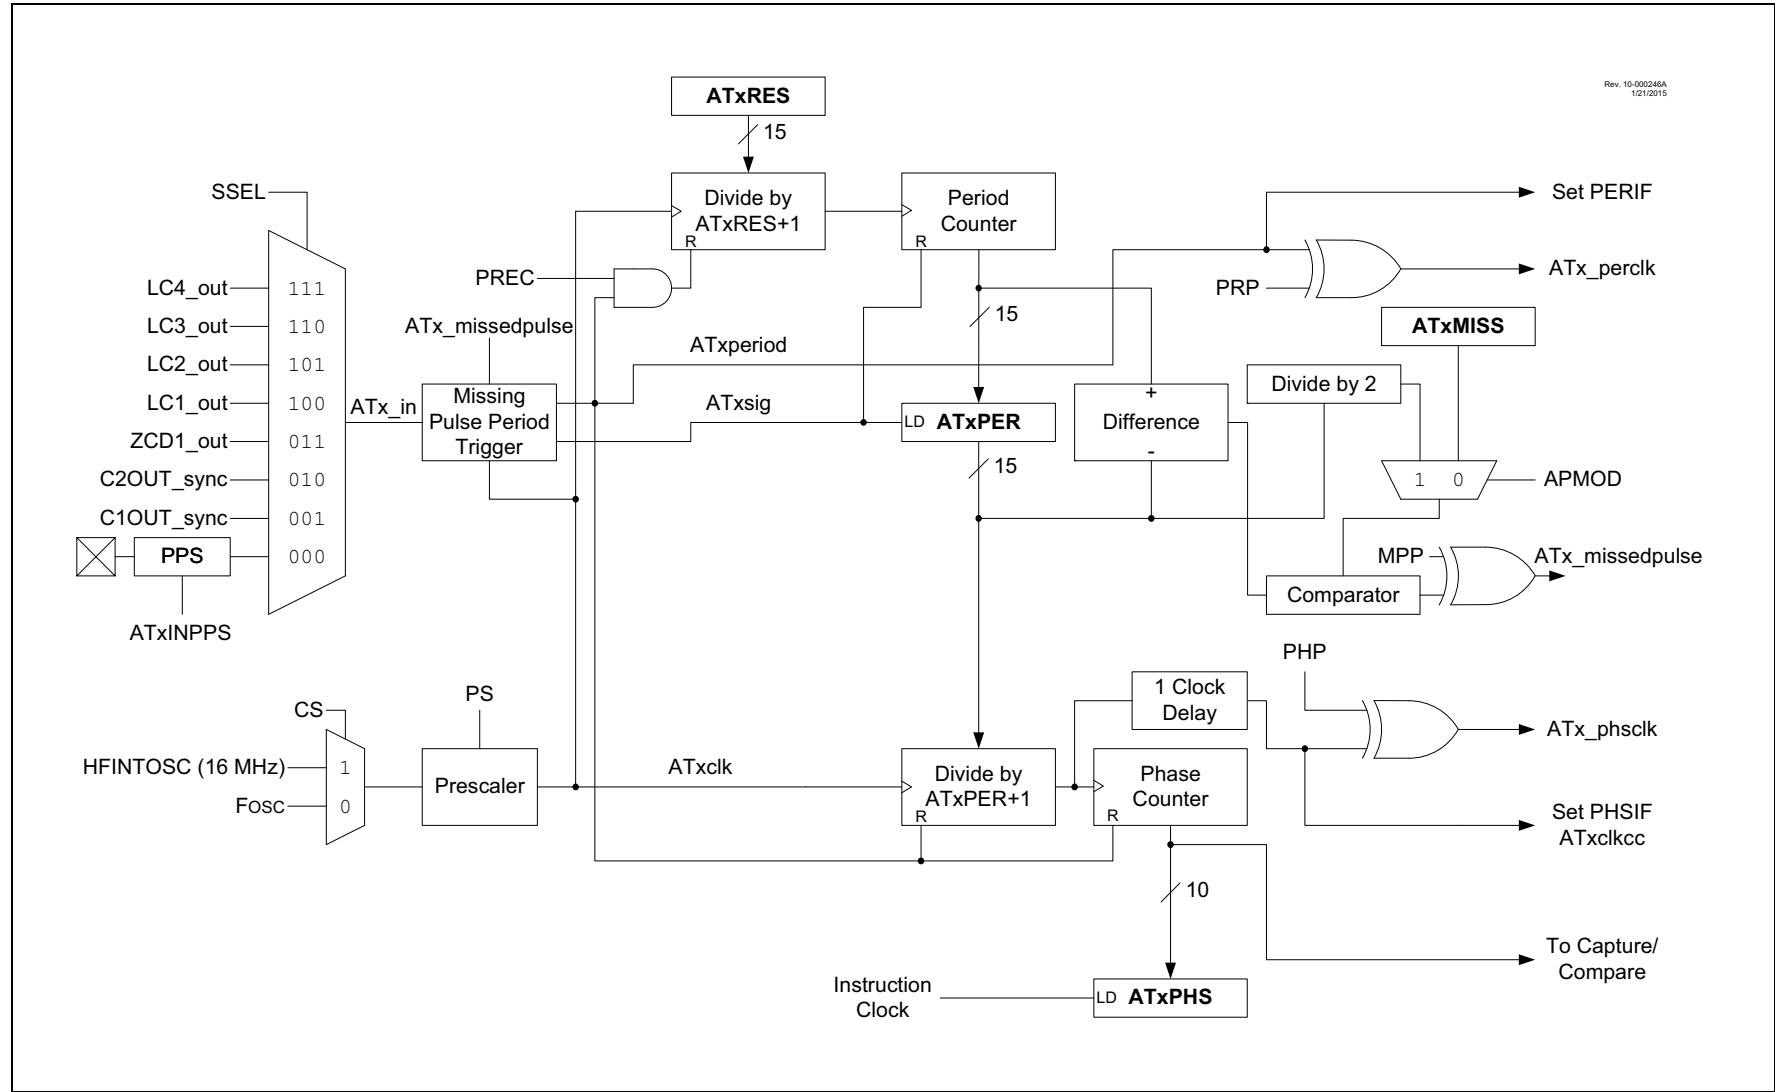 Rev. 10-000246A
1/21/2015
ATxRES
15
SSEL
Divide by
ATxRES+1
R
Period
Counter
R
Set PERIF
PREC
PRP
ATx_perclk
LC4_out
111
LC3_out
110
LC2_out
101
LC1_out
100
ZCD1_out
011
C2OUT_sync
010
C1OUT_sync
001
PPS
000
ATxINPPS
ATx_in
ATx_missedpulse
Missing
Pulse Period
Trigger
ATxperiod
ATxsig
15
LD
ATxPER
15
+
Difference
-
ATxMISS
Divide by 2
1
0
APMOD
MPP
Comparator
ATx_missedpulse
PHP
CS
PS
HFINTOSC (16 MHz)
1
FOSC
0
Prescaler
ATxclk
Divide by
ATxPER+1
R
1 Clock
Delay
Phase
Counter
R
ATx_phsclk
Set PHSIF
ATxclkcc
10
To Capture/
Compare
Instruction
Clock
LD
ATxPHS